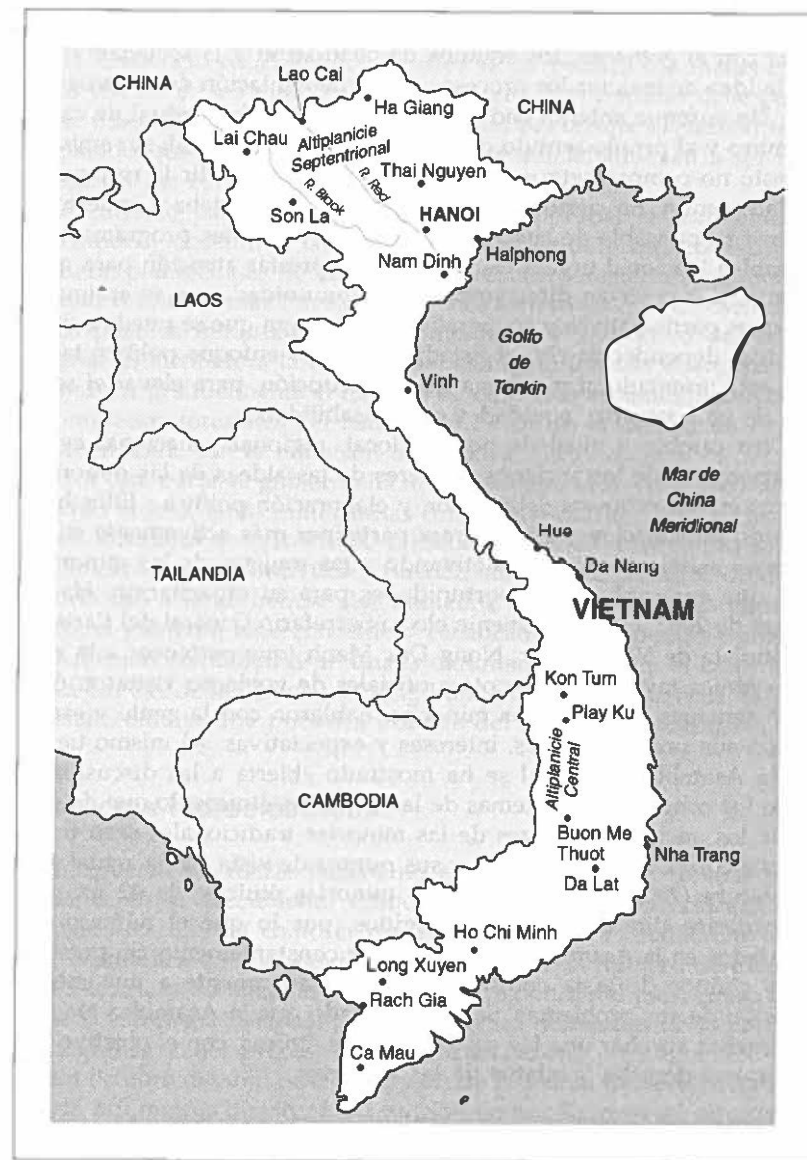 CHINA
Lao Cai
Ha Giang
CHINA
Lai Chau
Altiplanicie
Septentrional
Thai Nguyen
R. Black
R. Red
Son La
HANOI
Haiphong
Nam Dinh
LAOS
Golfo
de
Tonkin
Vinh
Mar de
China
Meridional
Hue
Da Nang
TAILANDIA
VIETNAM
Kon Tum
Play Ku
Altiplanicie
Central
CAMBODIA
Buon Me
Thuot
Nha Trang
Da Lat
Ho Chi Minh
Long Xuyen
Rach Gia
Ca Mau